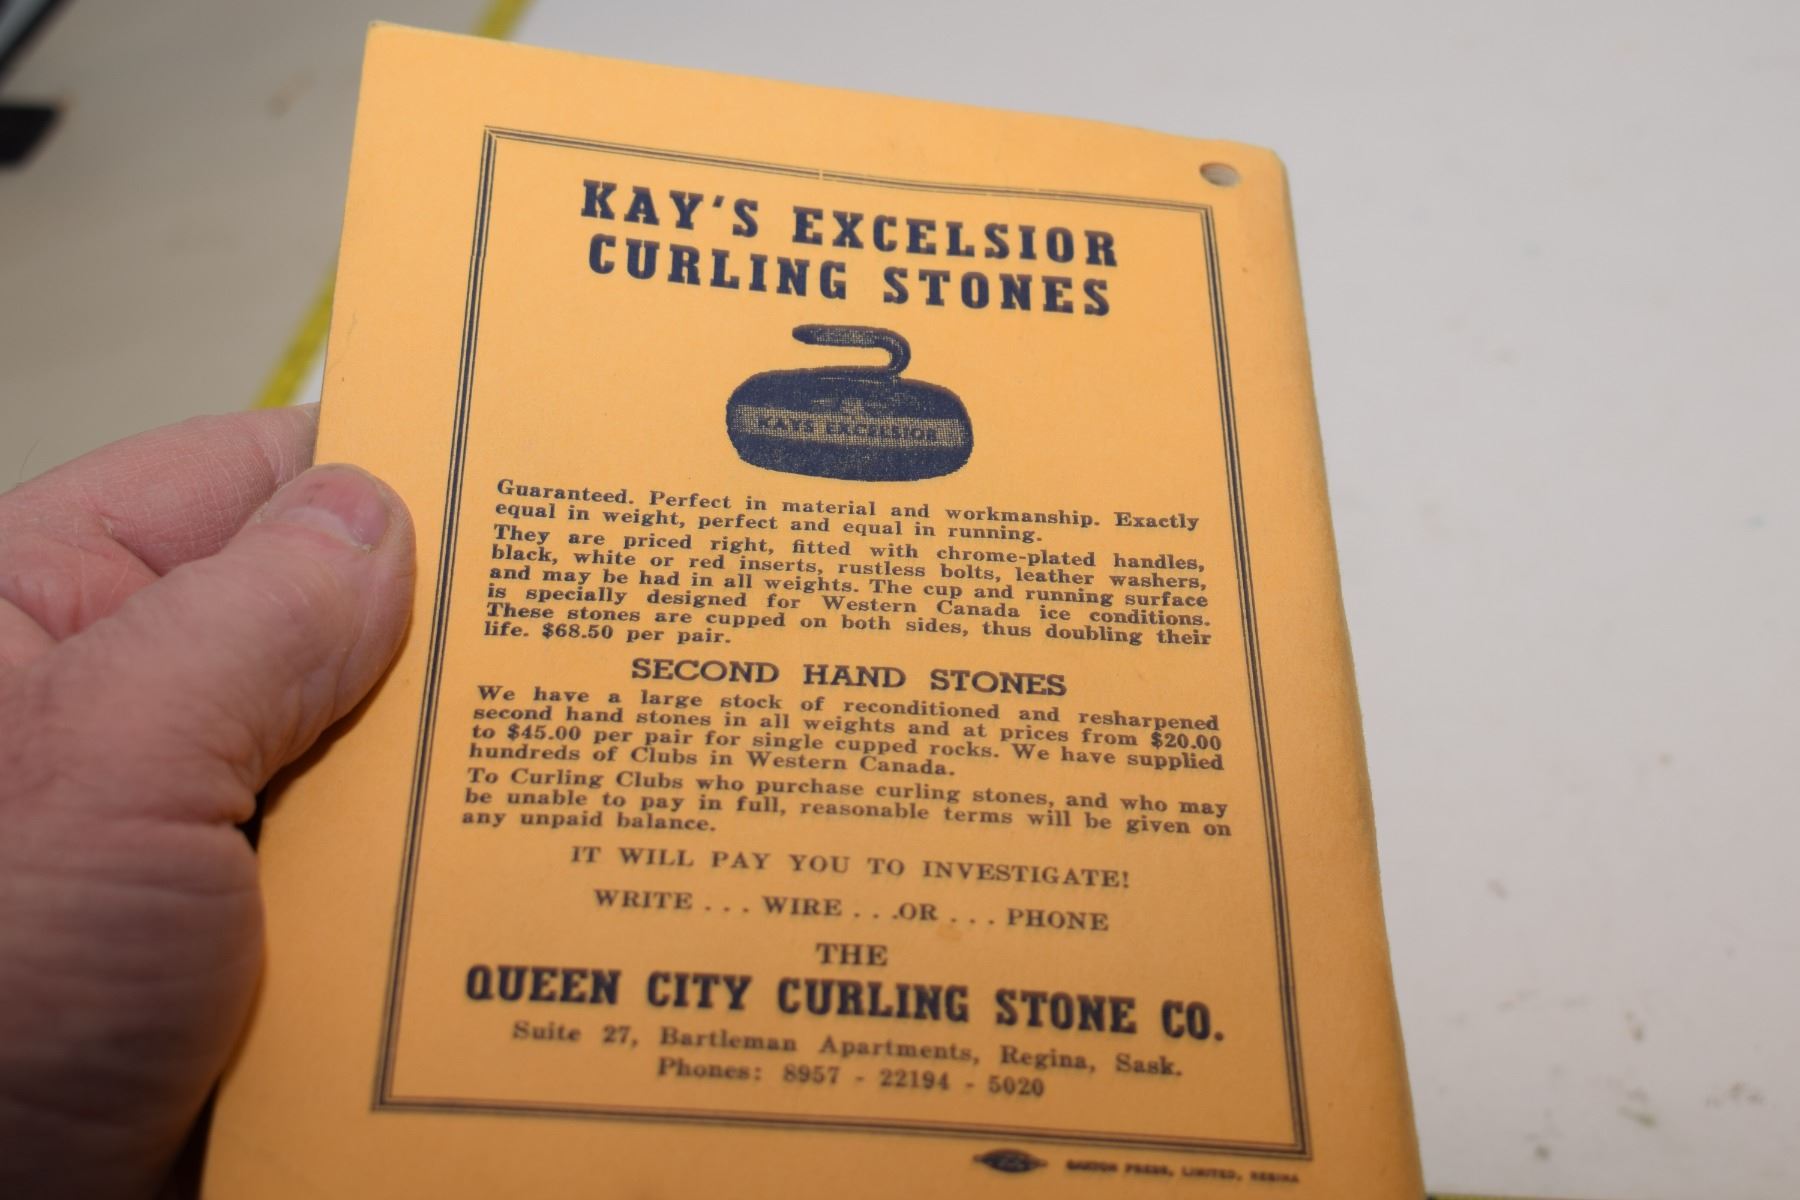 KAY'S EXCELSIOR
CURLING STONES
KAYS EXCELSIOR
Guaranteed. Perfect in material and workmanship. Exactly
equal in weight, perfect and equal in running.
They are priced right, fitted with chrome-plated handles,
black, white or red inserts, rustless bolts, leather washers,
and may be had in all weights. The cup and running surface
is specially designed for Western Canada ice conditions.
These stones are cupped on both sides, thus doubling their
life. $68.50 per pair.
SECOND HAND STONES
We have a large stock of reconditioned and resharpened
second hand stones in all weights and at prices from $20.00
to $45.00 per pair for single cupped rocks. We have supplied
hundreds of Clubs in Western Canada.
To Curling Clubs who purchase curling stones, and who may
be unable to pay in full, reasonable terms will be given on
any unpaid balance.
IT WILL PAY YOU TO INVESTIGATE!
WRITE . . . WIRE . . .OR . . . PHONE
THE
QUEEN CITY CURLING STONE CO.
Suite 27, Bartleman Apartments, Regina, Sask.
Phones: 8957 - 22194 - 5020
PRESS, LIMITED, REGINA